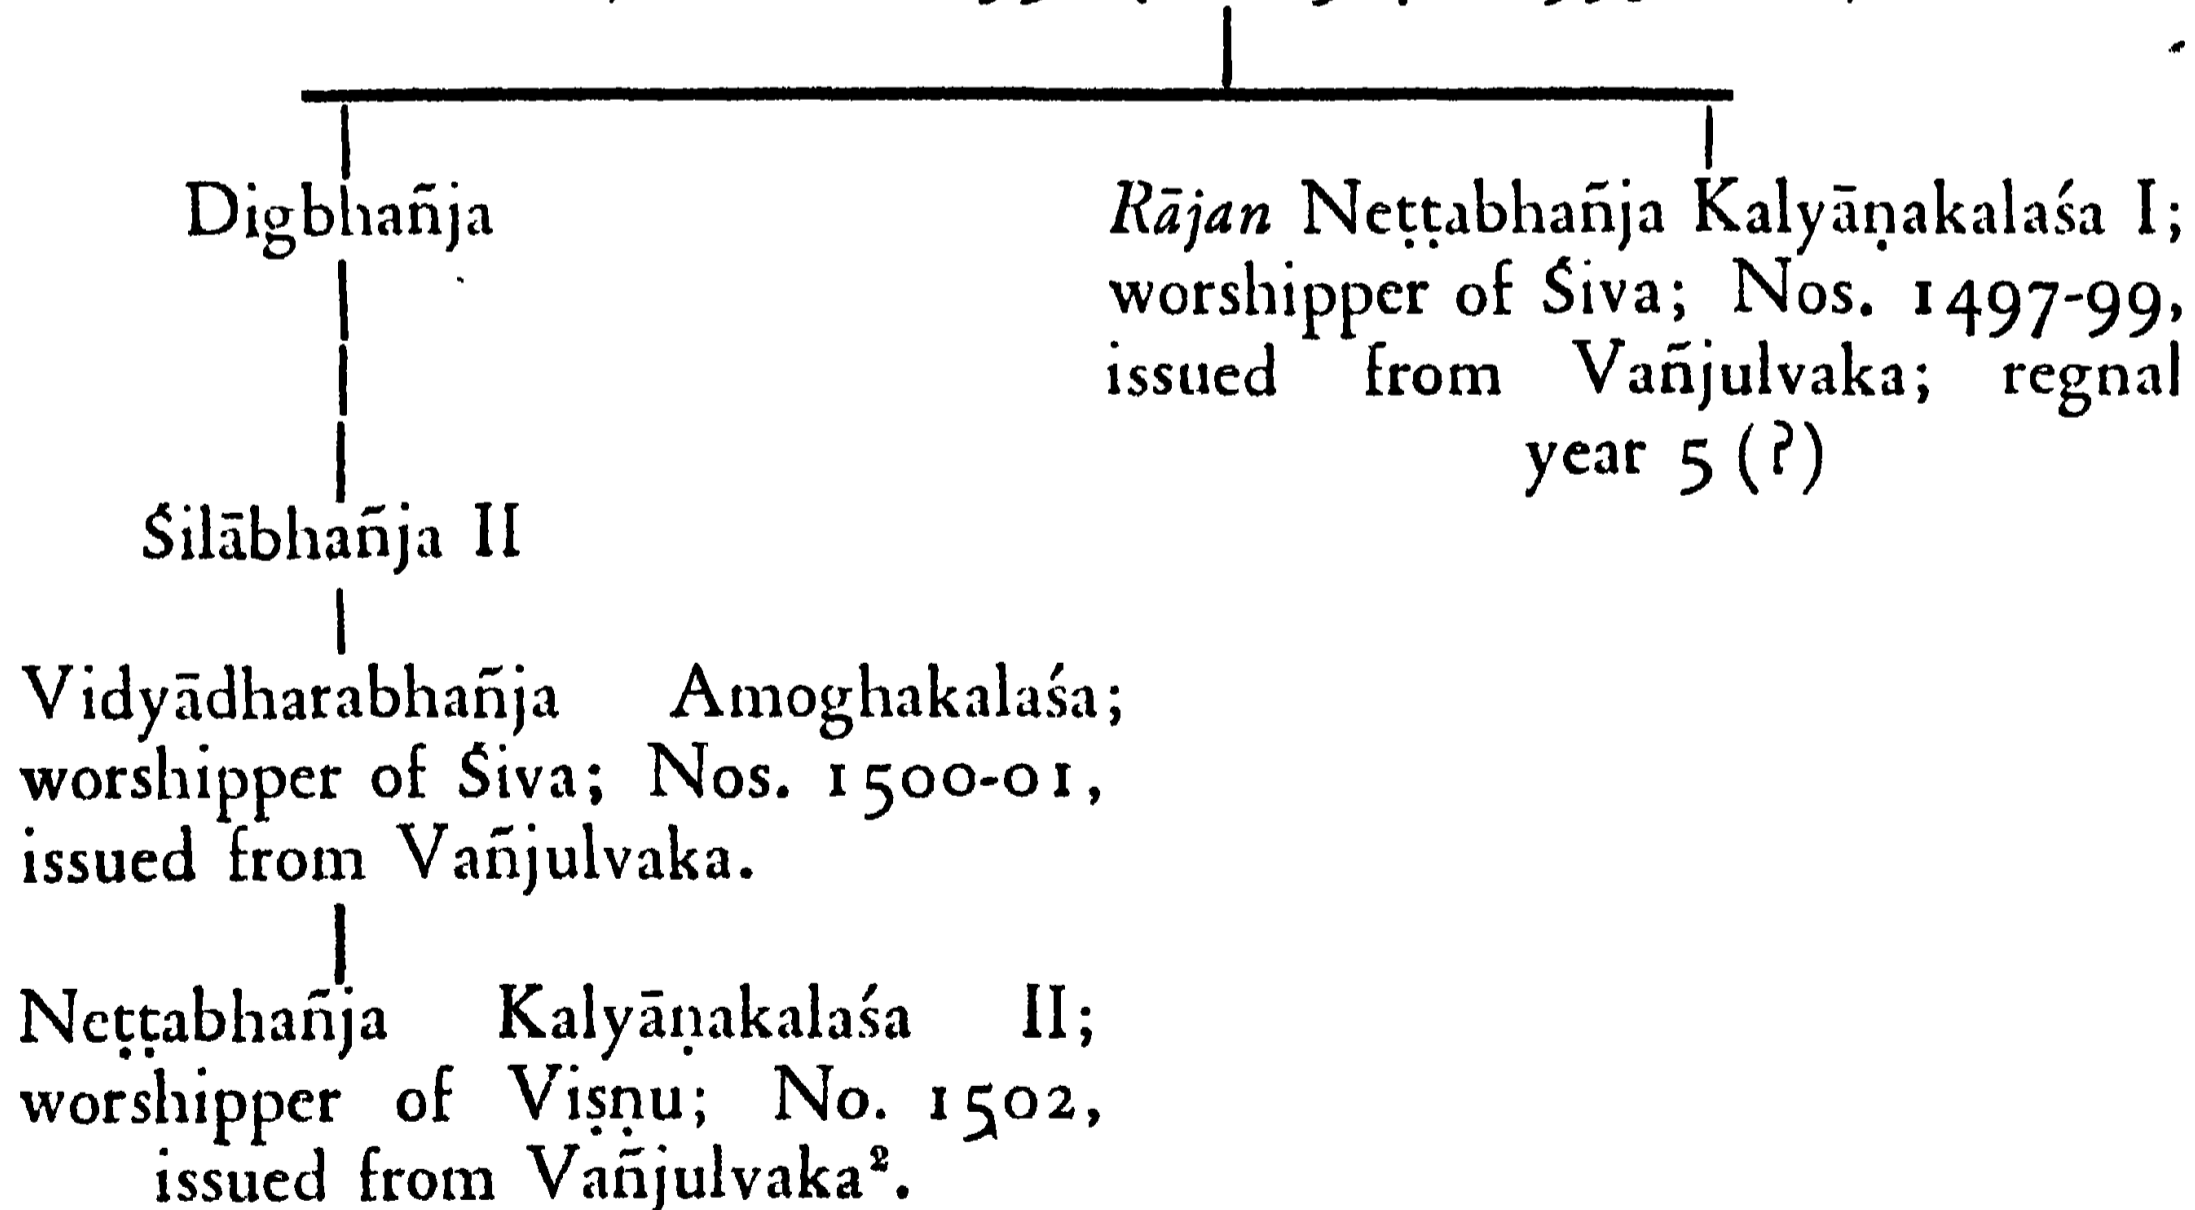 Digbhañja
Rājan Neṭṭabhañja Kalyāṇakalaśa I;
worshipper of Śiva; Nos. 1497-99,
issued from Vañjulvaka; regnal
year 5 (?)
Śilābhañja II
Vidyādharabhañja Amoghakalaśa;
worshipper of Śiva; Nos. 1500-01,
issued from Vañjulvaka.
Neṭṭabhañja Kalyāṇakalaśa II;
worshipper of Viṣṇu; No. 1502,
issued from Vañjulvaka².